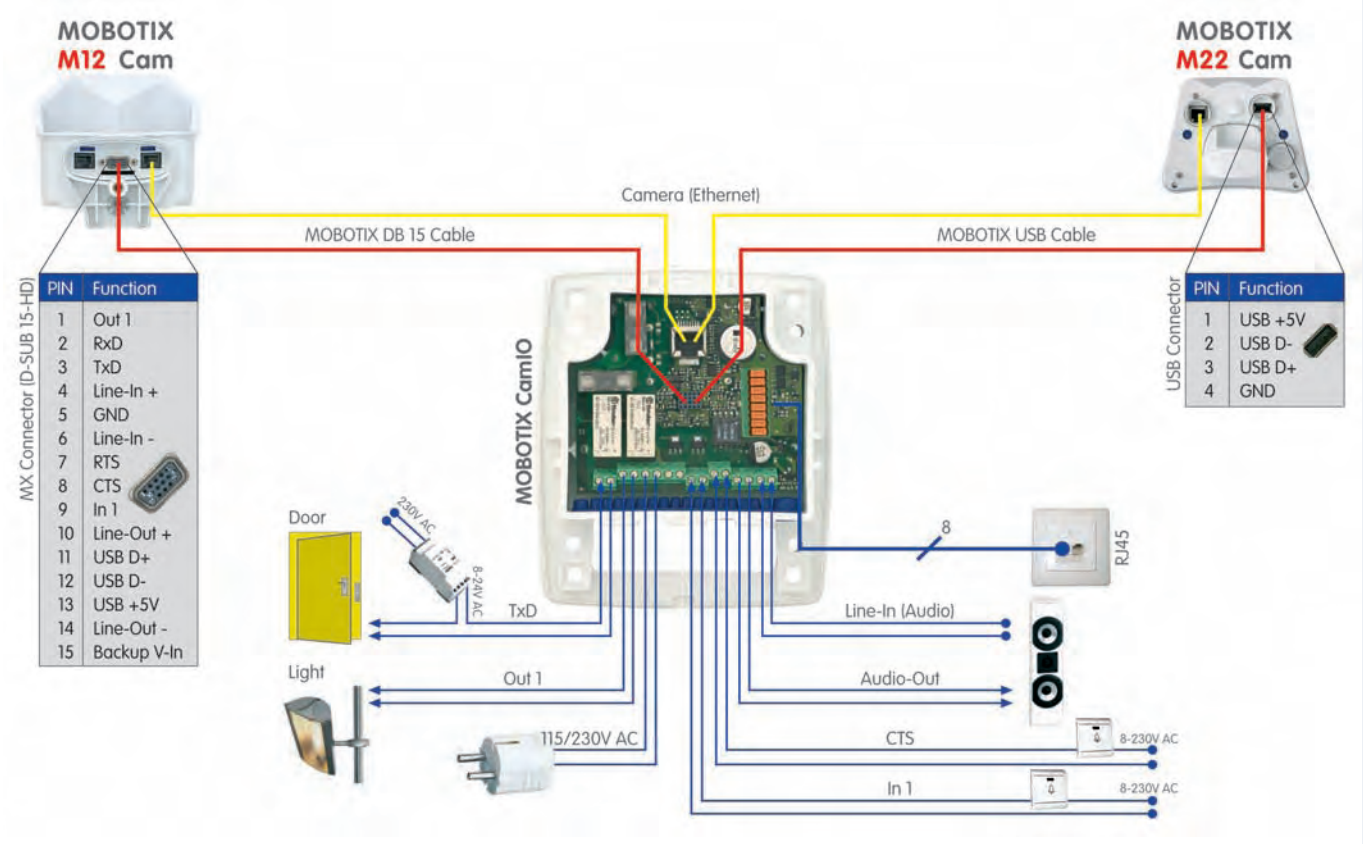 MOBOTIX
M12 Cam
MOBOTIX
M22 Cam
Camera (Ethernet)
MOBOTIX DB 15 Cable
MOBOTIX USB Cable
MX Connector (D-SUB 15-HD)
PIN Function
1 Out 1
2 RxD
3 TxD
4 Line-In +
5 GND
6 Line-In -
7 RTS
8 CTS
9 In 1
10 Line-Out +
11 USB D+
12 USB D-
13 USB +5V
14 Line-Out -
15 Backup V-In
USB Connector
PIN Function
1 USB +5V
2 USB D-
3 USB D+
4 GND
MOBOTIX CamIO
Door
230V AC
8-24V AC
TxD
8
RJ45
Line-In (Audio)
Light
Out 1
Audio-Out
115/230V AC
CTS
8-230V AC
In 1
8-230V AC